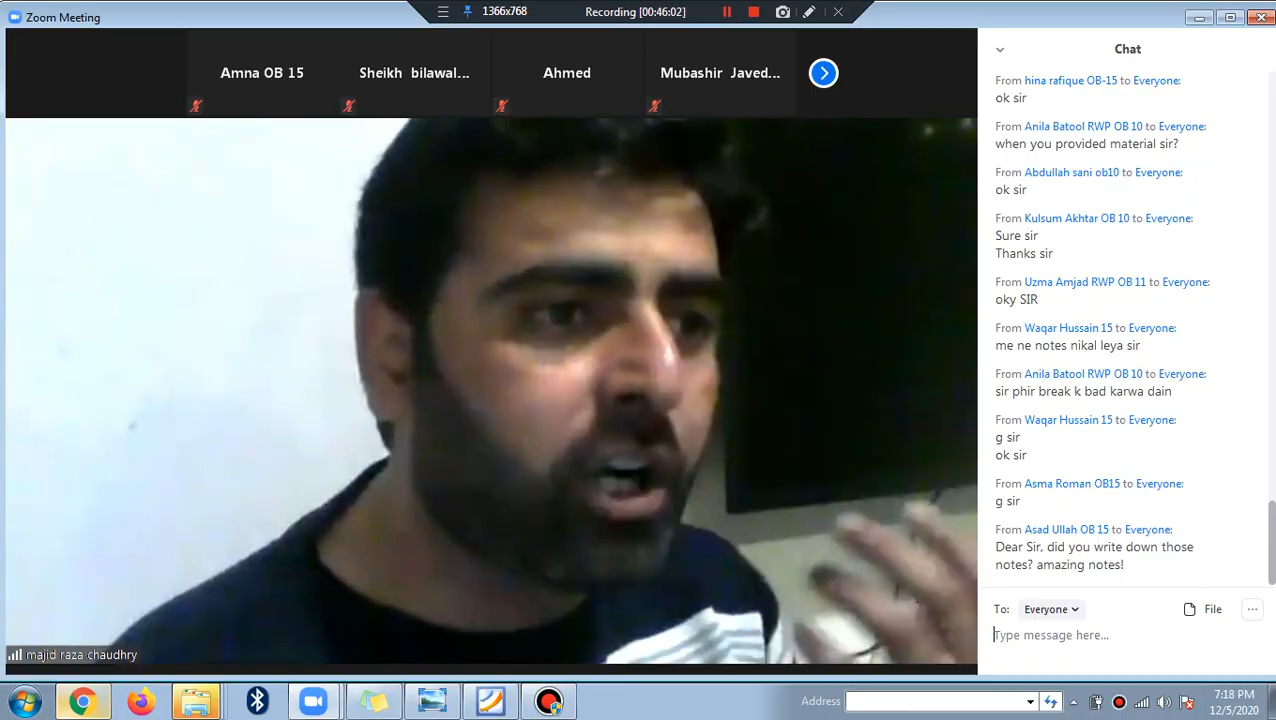 1366x768
Recording [00:46:02]
Zoom Meeting
Amna OB 15
Sheikh bilawal...
Ahmed
Mubashir Javed...
majid raza chaudhry
Chat
From hina rafique OB-15 to Everyone:
ok sir
From Anila Batool RWP OB 10 to Everyone:
when you provided material sir?
From Abdullah sani ob10 to Everyone:
ok sir
From Kulsum Akhtar OB 10 to Everyone:
Sure sir
Thanks sir
From Uzma Amjad RWP OB 11 to Everyone:
oky SIR
From Waqar Hussain 15 to Everyone:
me ne notes nikal leya sir
From Anila Batool RWP OB 10 to Everyone:
sir phir break k bad karwa dain
From Waqar Hussain 15 to Everyone:
g sir
ok sir
From Asma Roman OB15 to Everyone:
g sir
From Asad Ullah OB 15 to Everyone:
Dear Sir, did you write down those
notes? amazing notes!
To: Everyone File
Type message here...
Address
7:18 PM
12/5/2020